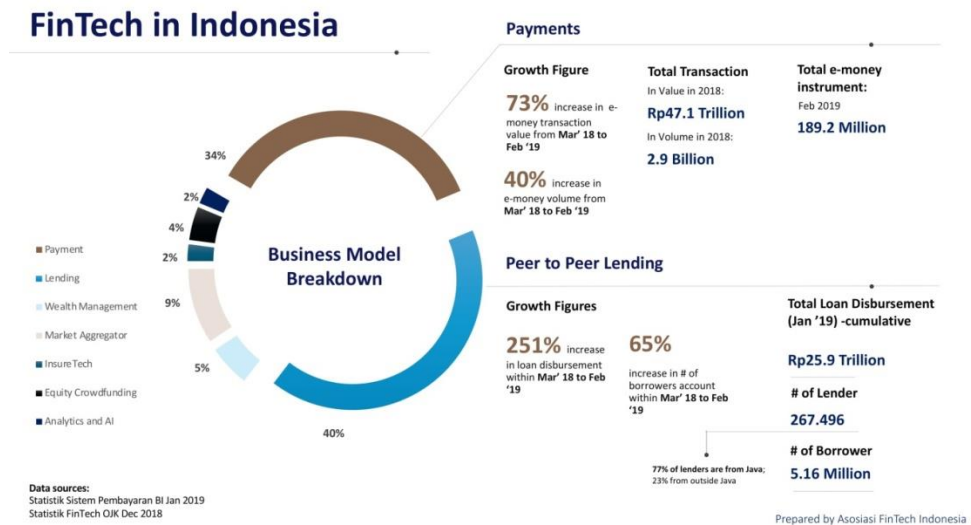 FinTech in Indonesia
34%
2%
4%
2%
9%
5%
40%
Business Model
Breakdown
Payment
Lending
Wealth Management
Market Aggregator
InsureTech
Equity Crowdfunding
Analytics and AI
Data sources:
Statistik Sistem Pembayaran BI Jan 2019
Statistik FinTech OJK Dec 2018
Payments
Growth Figure
73% increase in e-
money transaction
value from Mar' 18 to
Feb '19
40% increase in
e-money volume from
Mar' 18 to Feb '19
Total Transaction
In Value in 2018:
Rp47.1 Trillion
In Volume in 2018:
2.9 Billion
Total e-money
instrument:
Feb 2019
189.2 Million
Peer to Peer Lending
Growth Figures
251% increase
in loan disbursement
within Mar' 18 to Feb
'19
65%
increase in # of
borrowers account
within Mar' 18 to Feb
'19
Total Loan Disbursement
(Jan '19) -cumulative
Rp25.9 Trillion
# of Lender
267.496
77% of lenders are from Java;
23% from outside Java
# of Borrower
5.16 Million
Prepared by Asosiasi FinTech Indonesia